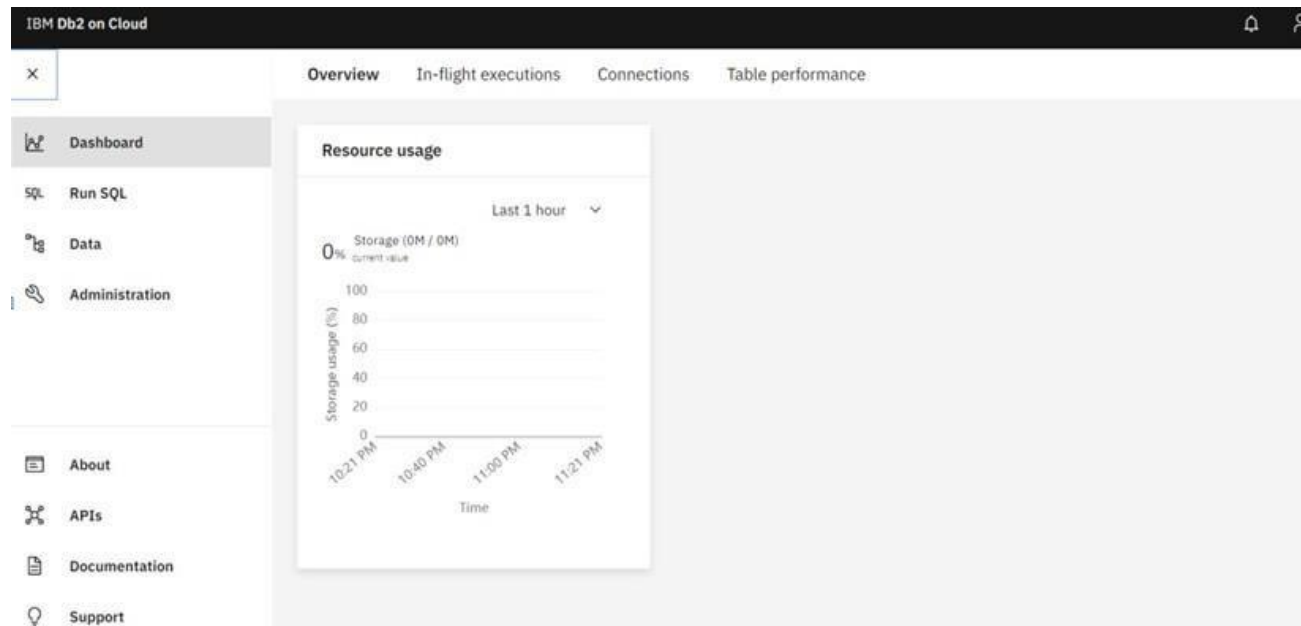 IBM Db2 on Cloud
Overview In-flight executions Connections Table performance
Dashboard
SQL Run SQL
Data
Administration
About
APIs
Documentation
Support
Resource usage
Last 1 hour
0% Storage (0M / 0M)
current value
Storage usage (%)
100
80
60
40
20
0
10:21 PM 10:40 PM 11:00 PM 11:21 PM
Time